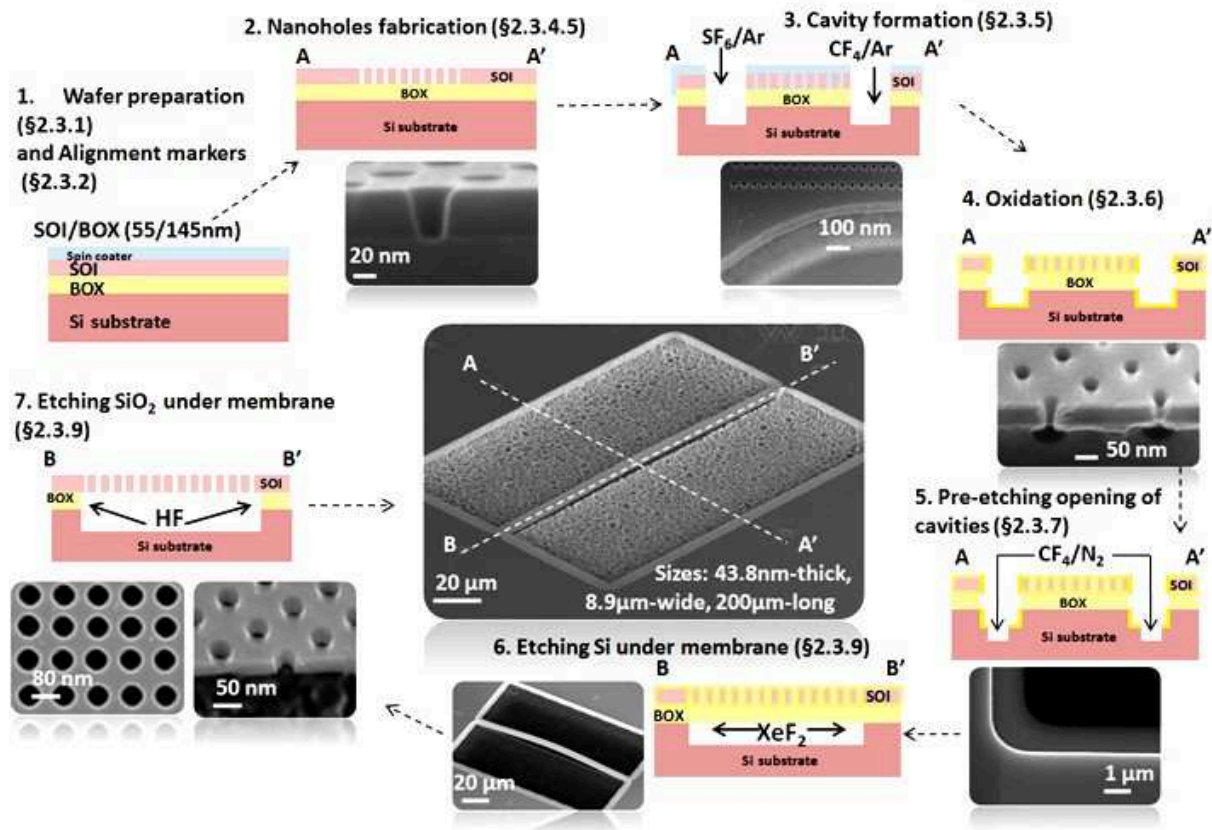 1. Wafer preparation
(§2.3.1)
and Alignment markers
(§2.3.2)
SOI/BOX (55/145nm)
Spin coater
SOI
BOX
Si substrate
2. Nanoholes fabrication (§2.3.4.5)
A A’
SOI
BOX
Si substrate
20 nm
3. Cavity formation (§2.3.5)
A SF6/Ar CF4/Ar A’
SOI
BOX
Si substrate
100 nm
4. Oxidation (§2.3.6)
A A’
SOI
BOX
Si substrate
50 nm
5. Pre-etching opening of
cavities (§2.3.7)
A CF4/N2 A’
SOI
BOX
Si substrate
1 µm
6. Etching Si under membrane (§2.3.9)
B B’
SOI
BOX
XeF2
Si substrate
20 µm
7. Etching SiO2 under membrane
(§2.3.9)
B B’
SOI
BOX
HF
Si substrate
80 nm
50 nm
A B’
B A’
20 µm
Sizes: 43.8nm-thick,
8.9µm-wide, 200µm-long